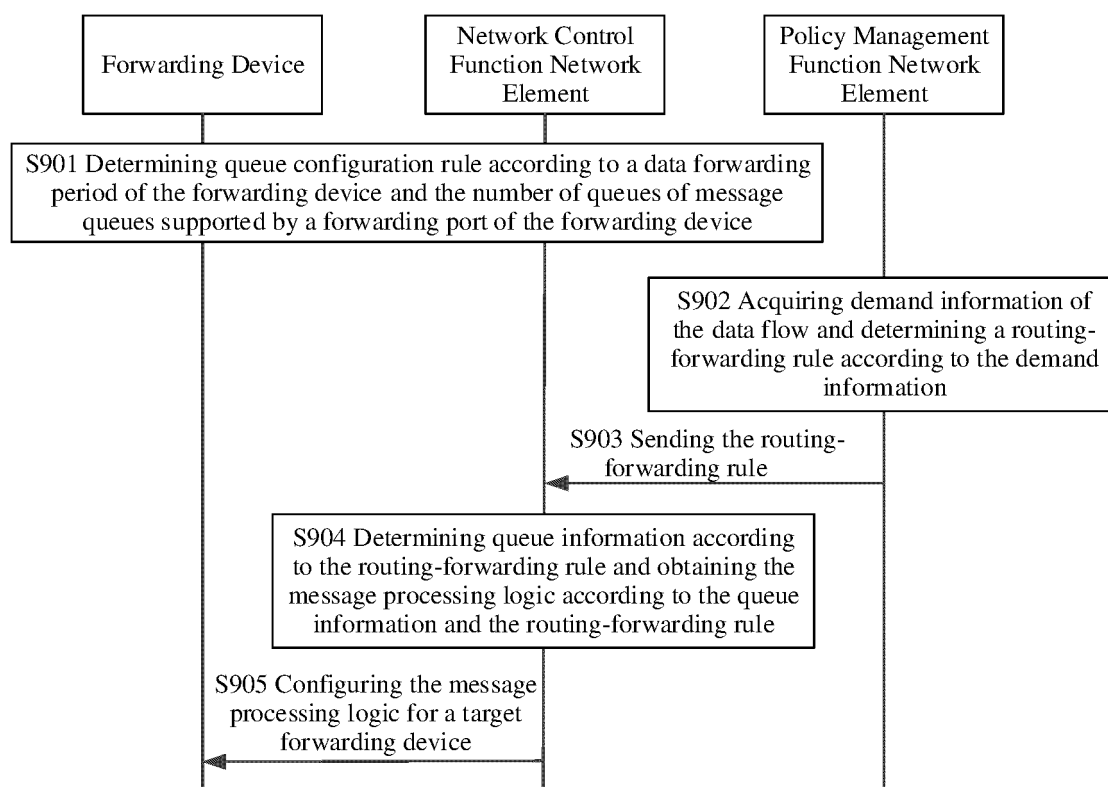 Forwarding Device
Network Control
Function Network
Element
Policy Management
Function Network
Element
S901 Determining queue configuration rule according to a data forwarding
period of the forwarding device and the number of queues of message
queues supported by a forwarding port of the forwarding device
S902 Acquiring demand information of
the data flow and determining a routing-
forwarding rule according to the demand
information
S903 Sending the routing-
forwarding rule
S904 Determining queue information according
to the routing-forwarding rule and obtaining the
message processing logic according to the queue
information and the routing-forwarding rule
S905 Configuring the message
processing logic for a target
forwarding device